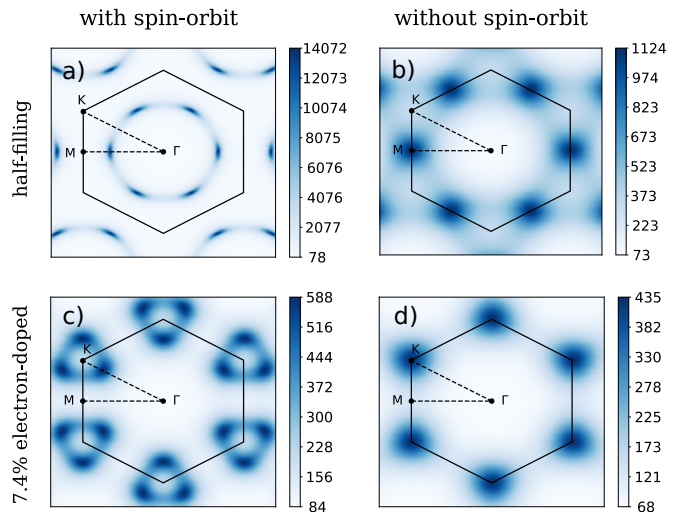 with spin-orbit
without spin-orbit
half-filling
a)
K
M
Γ
14072
12073
10074
8075
6076
4076
2077
78
b)
K
M
Γ
1124
974
823
673
523
373
223
73
7.4% electron-doped
c)
K
M
Γ
588
516
444
372
300
228
156
84
d)
K
M
Γ
435
382
330
278
225
173
121
68